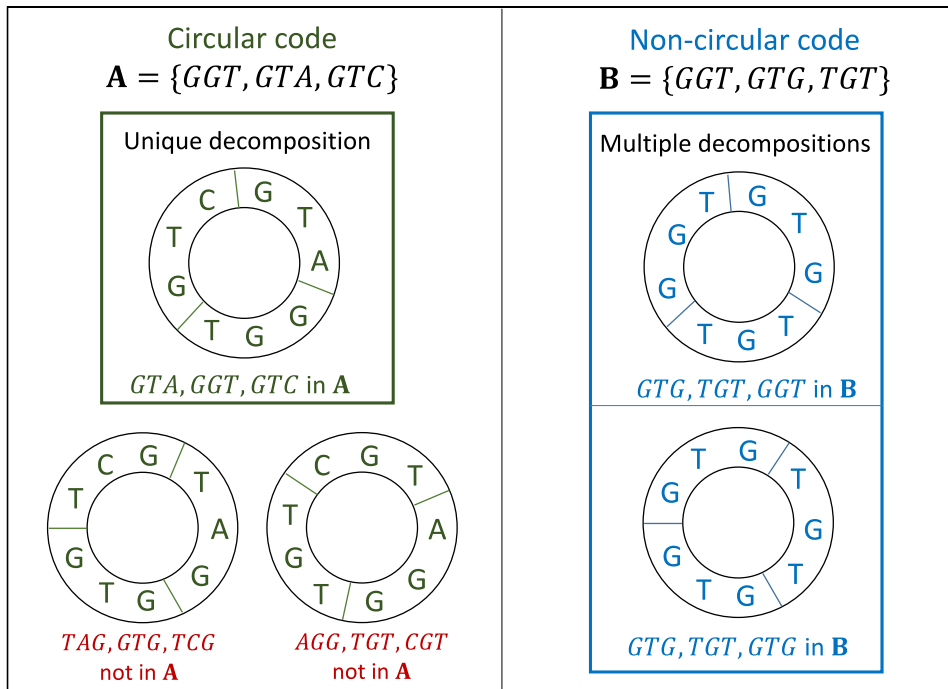 Circular code
A = {GGT, GTA, GTC}
Unique decomposition
G T A G G T G T C
GTA, GGT, GTC in A
G T A G G T G T C
TAG, GTG, TCG
not in A
G T A G G T G T C
AGG, TGT, CGT
not in A
Non-circular code
B = {GGT, GTG, TGT}
Multiple decompositions
G T G T G T G G T
GTG, TGT, GGT in B
G T G T G T G G T
GTG, TGT, GTG in B